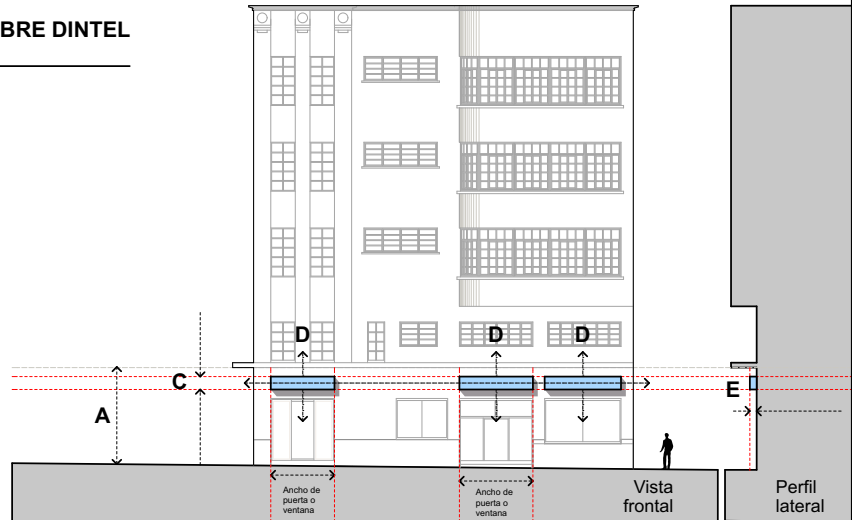 BRE DINTEL
D
D
D
C
E
A
Ancho de
puerta o
ventana
Ancho de
puerta o
ventana
Vista
frontal
Perfil
lateral